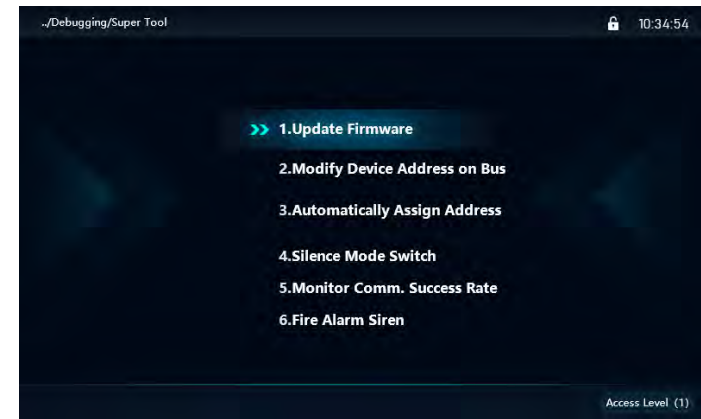 ../Debugging/Super Tool
10:34:54
1.Update Firmware
2.Modify Device Address on Bus
3.Automatically Assign Address
4.Silence Mode Switch
5.Monitor Comm. Success Rate
6.Fire Alarm Siren
Access Level (1)